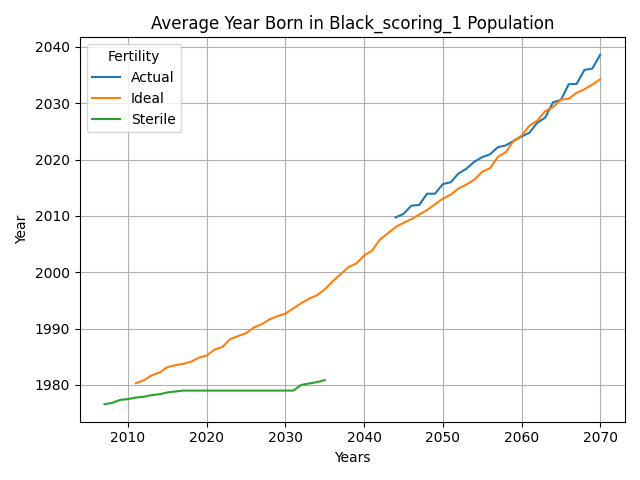 Average Year Born in Black_scoring_1 Population
Fertility
Actual
Ideal
Sterile
Year
2040
2030
2020
2010
2000
1990
1980
2010 2020 2030 2040 2050 2060 2070
Years